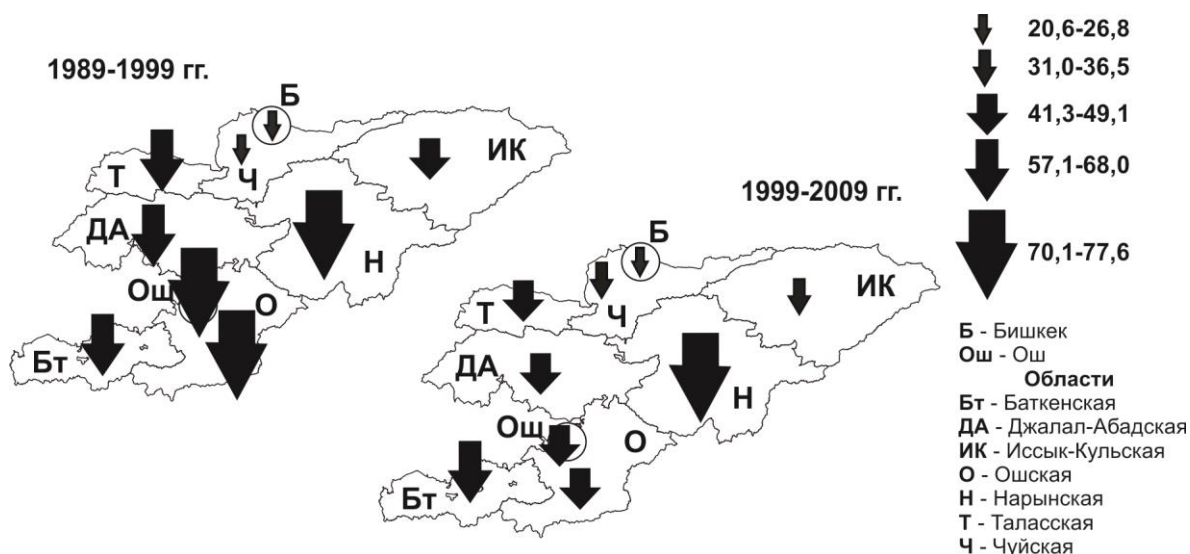 1989-1999 гг.
Б
Т
Ч
ИК
ДА
Н
Ош
О
Бт
1999-2009 гг.
Б
Т
Ч
ИК
ДА
Н
Ош
О
Бт
20,6-26,8
31,0-36,5
41,3-49,1
57,1-68,0
70,1-77,6
Б - Бишкек
Ош - Ош
Области
Бт - Баткенская
ДА - Джалал-Абадская
ИК - Иссык-Кульская
О - Ошская
Н - Нарынская
Т - Таласская
Ч - Чуйская